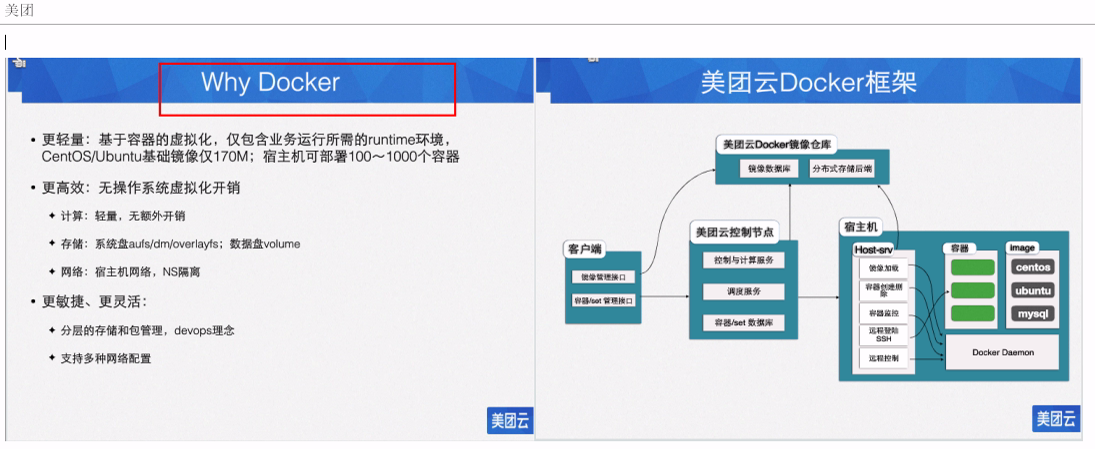 美团
Why Docker
• 更轻量：基于容器的虚拟化，仅包含业务运行所需的runtime环境，
CentOS/Ubuntu基础镜像仅170M；宿主机可部署100～1000个容器
• 更高效：无操作系统虚拟化开销
✦ 计算：轻量，无额外开销
✦ 存储：系统盘aufs/dm/overlayfs；数据盘volume
✦ 网络：宿主机网络，NS隔离
• 更敏捷、更灵活：
✦ 分层的存储和包管理，devops理念
✦ 支持多种网络配置
美团云
美团云Docker框架
美团云Docker镜像仓库
镜像数据库
分布式存储后端
客户端
镜像管理接口
容器/set 管理接口
美团云控制节点
控制与计算服务
调度服务
容器/set 数据库
宿主机
Host-srv
镜像加载
容器创建删
除
容器监控
远程登陆
SSH
远程控制
容器
image
centos
ubuntu
mysql
Docker Daemon
美团云